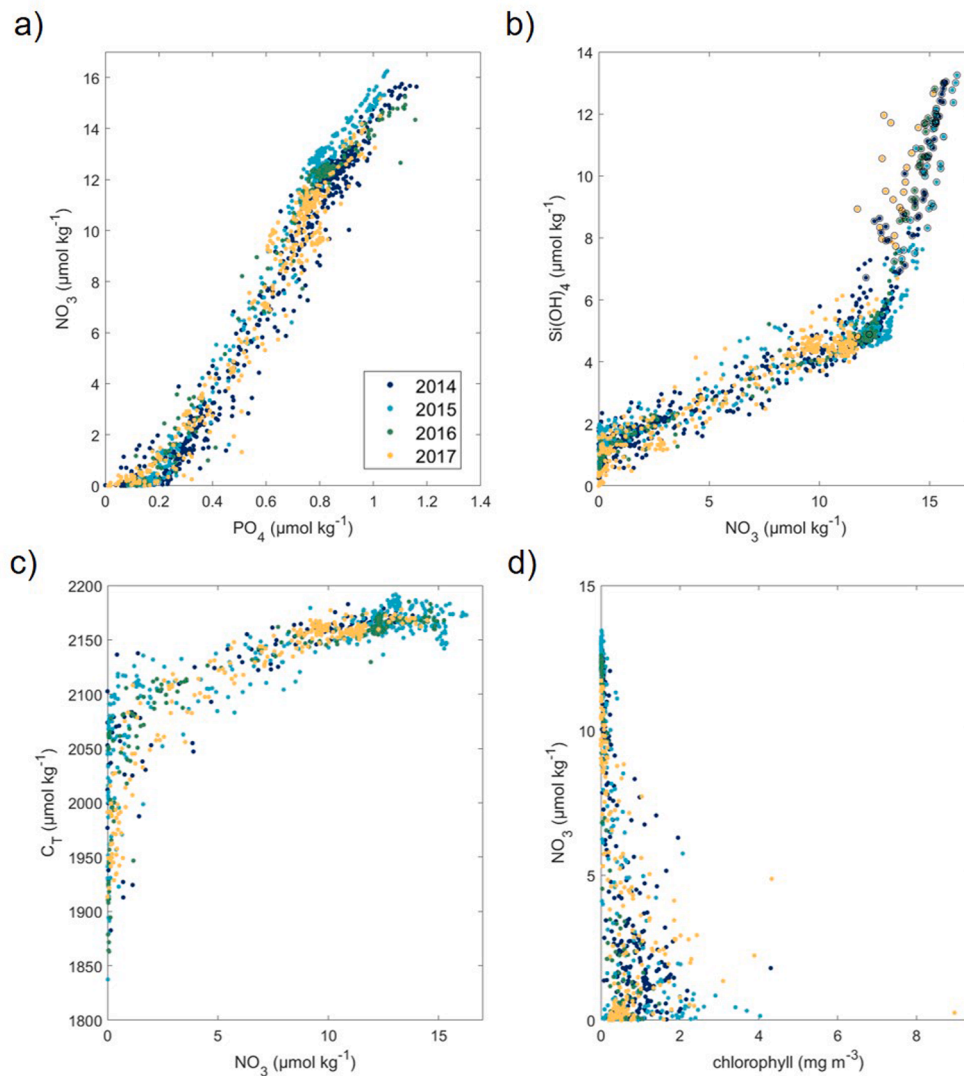 a)
16
14
12
10
8
6
4
2
0
NO₃ (µmol kg⁻¹)
2014
2015
2016
2017
0 0.2 0.4 0.6 0.8 1 1.2 1.4
PO₄ (µmol kg⁻¹)
b)
14
12
10
8
6
4
2
0
Si(OH)₄ (µmol kg⁻¹)
0 5 10 15
NO₃ (µmol kg⁻¹)
c)
2200
2150
2100
2050
2000
1950
1900
1850
1800
C_T (µmol kg⁻¹)
0 5 10 15
NO₃ (µmol kg⁻¹)
d)
15
10
5
0
NO₃ (µmol kg⁻¹)
0 2 4 6 8
chlorophyll (mg m⁻³)